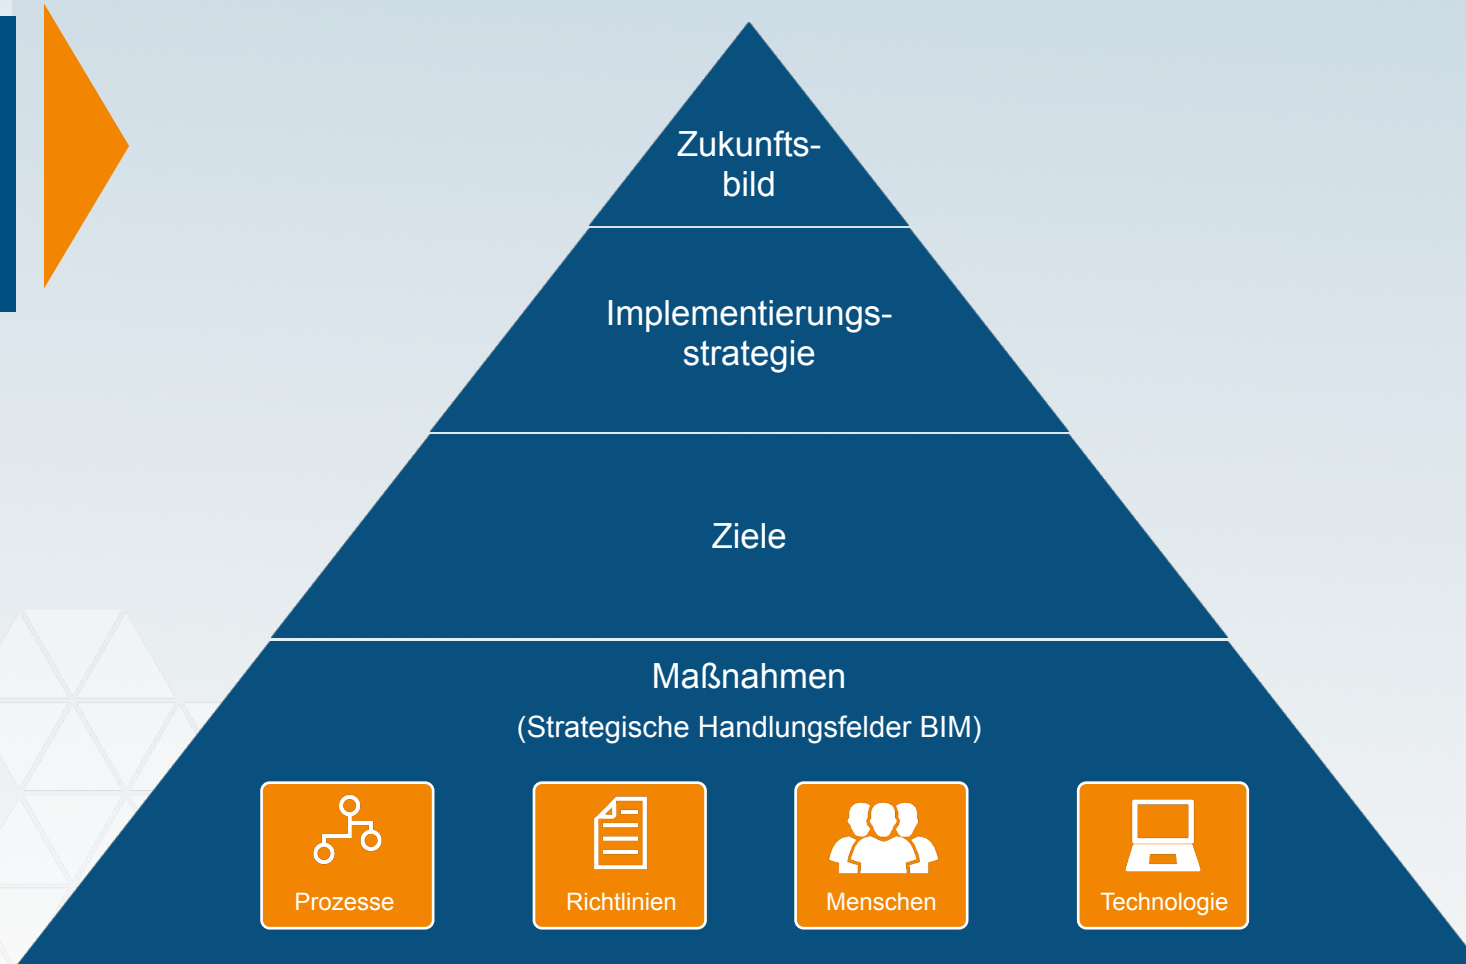 Zukunfts-
bild
Implementierungs-
strategie
Ziele
Maßnahmen
(Strategische Handlungsfelder BIM)
Prozesse
Richtlinien
Menschen
Technologie